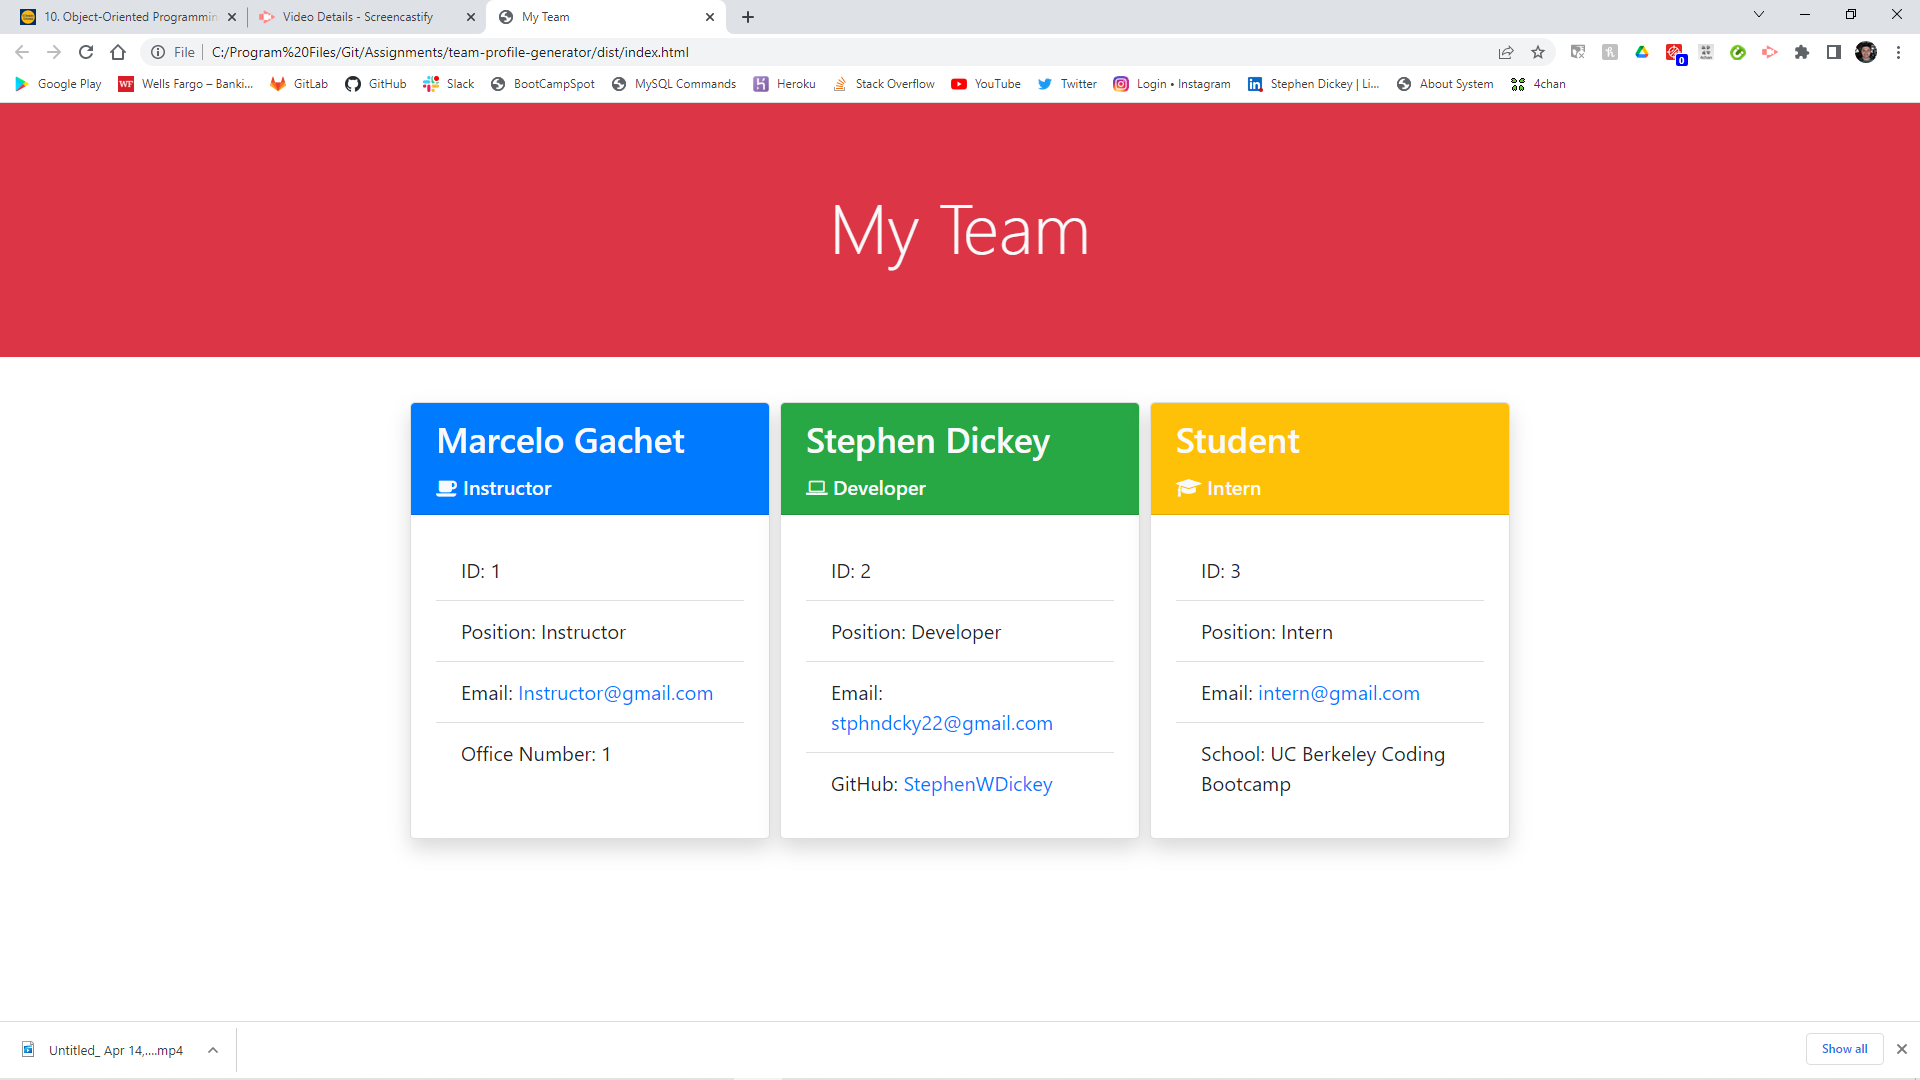 10. Object-Oriented Programmin
Video Details - Screencastify
My Team
File
C:/Program%20Files/Git/Assignments/team-profile-generator/dist/index.html
0
Google Play
WF
Wells Fargo – Banki...
GitLab
GitHub
Slack
BootCampSpot
MySQL Commands
Heroku
Stack Overflow
YouTube
Twitter
Login • Instagram
Stephen Dickey | Li...
About System
4chan
My Team
Marcelo Gachet
Instructor
ID: 1
Position: Instructor
Email: Instructor@gmail.com
Office Number: 1
Stephen Dickey
Developer
ID: 2
Position: Developer
Email:
stphndcky22@gmail.com
GitHub: StephenWDickey
Student
Intern
ID: 3
Position: Intern
Email: intern@gmail.com
School: UC Berkeley Coding
Bootcamp
Untitled_ Apr 14,....mp4
Show all